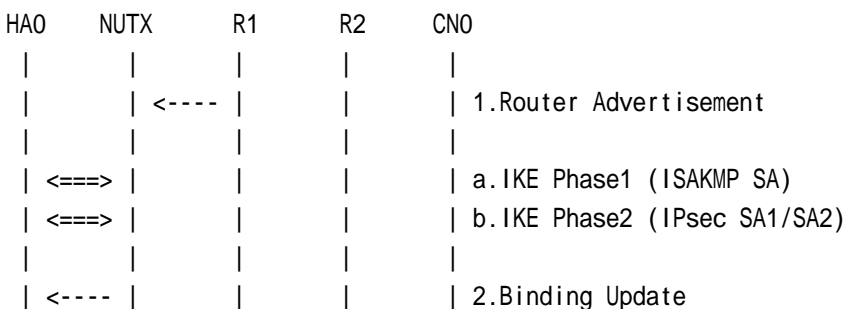 HA0    NUTX      R1      R2    CN0
 |       |       |       |      |
 |       | <---- |       |      | 1.Router Advertisement
 |       |       |       |      |
 | <===> |       |       |      | a.IKE Phase1 (ISAKMP SA)
 | <===> |       |       |      | b.IKE Phase2 (IPsec SA1/SA2)
 |       |       |       |      |
 | <---- |       |       |      | 2.Binding Update